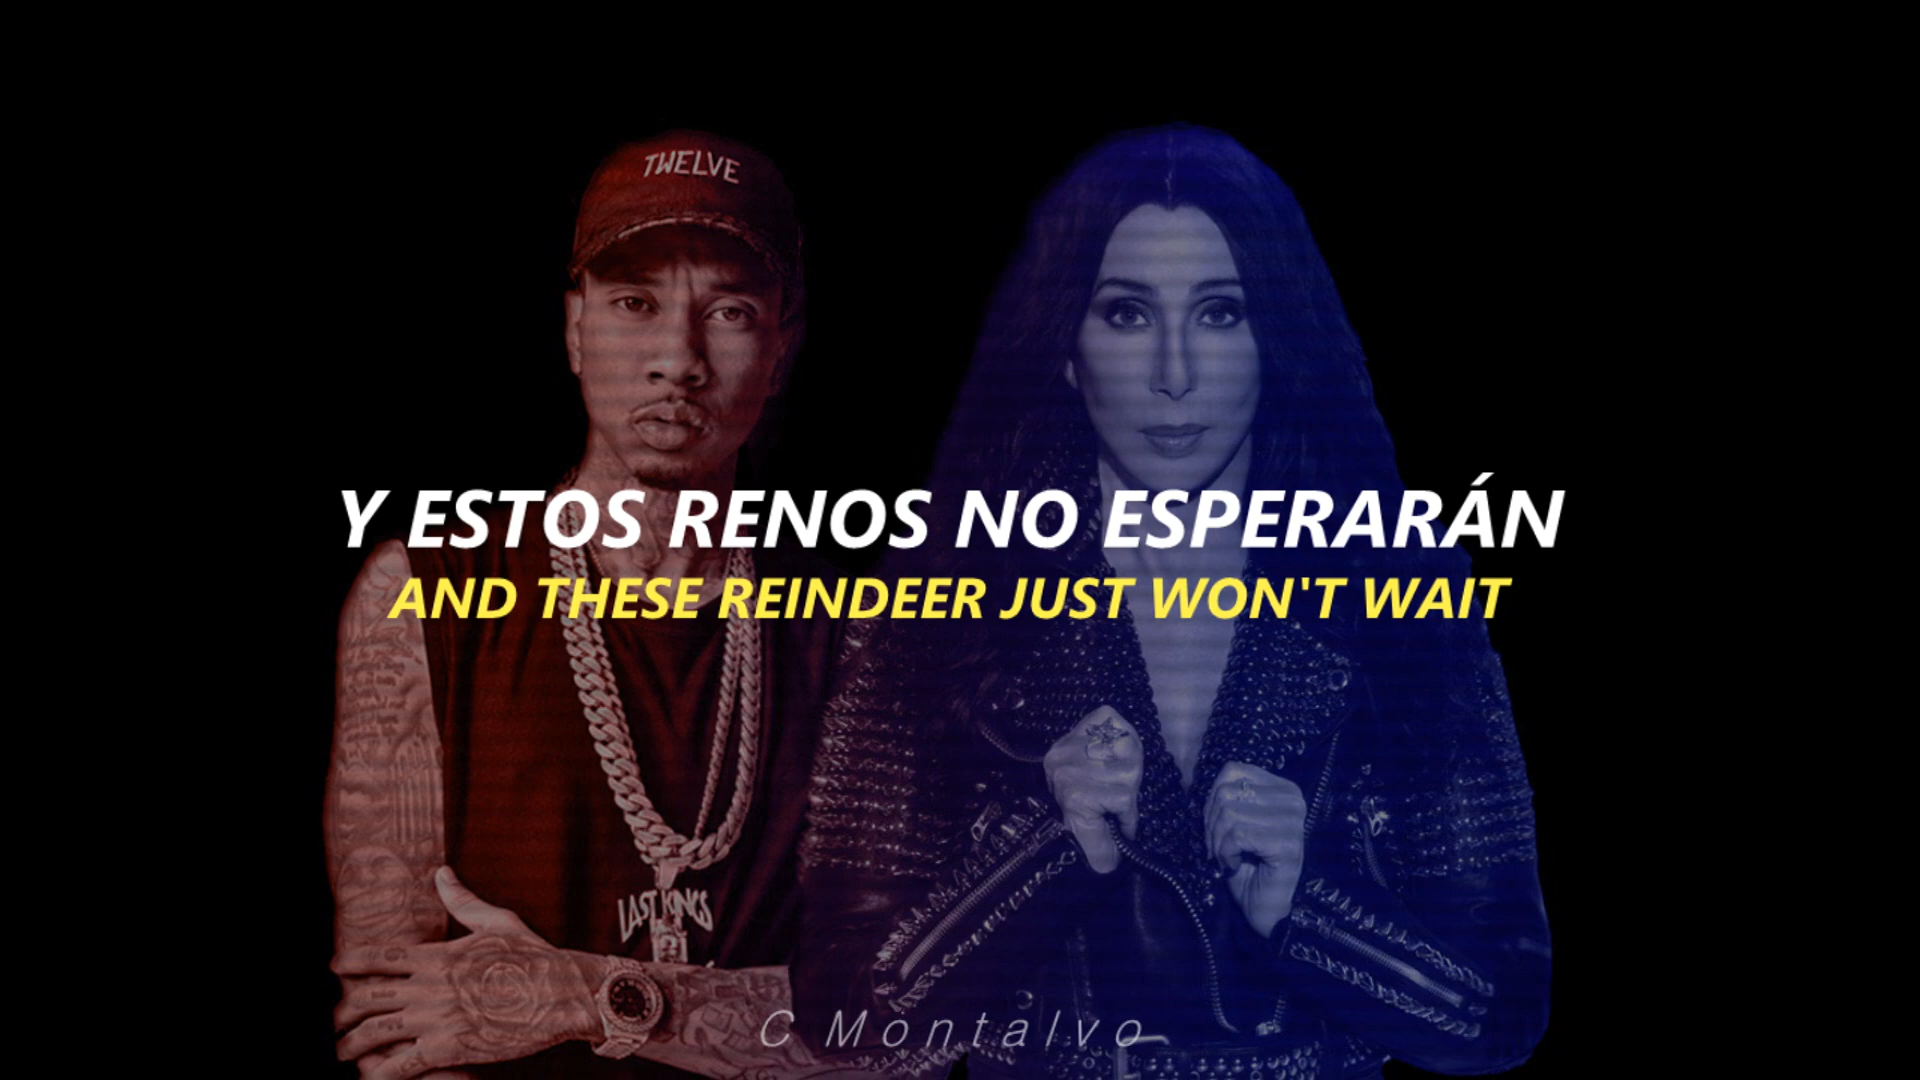 TWELVE
Y ESTOS RENOS NO ESPERARÁN
AND THESE REINDEER JUST WON'T WAIT
LAST KINGS
C Montalvo